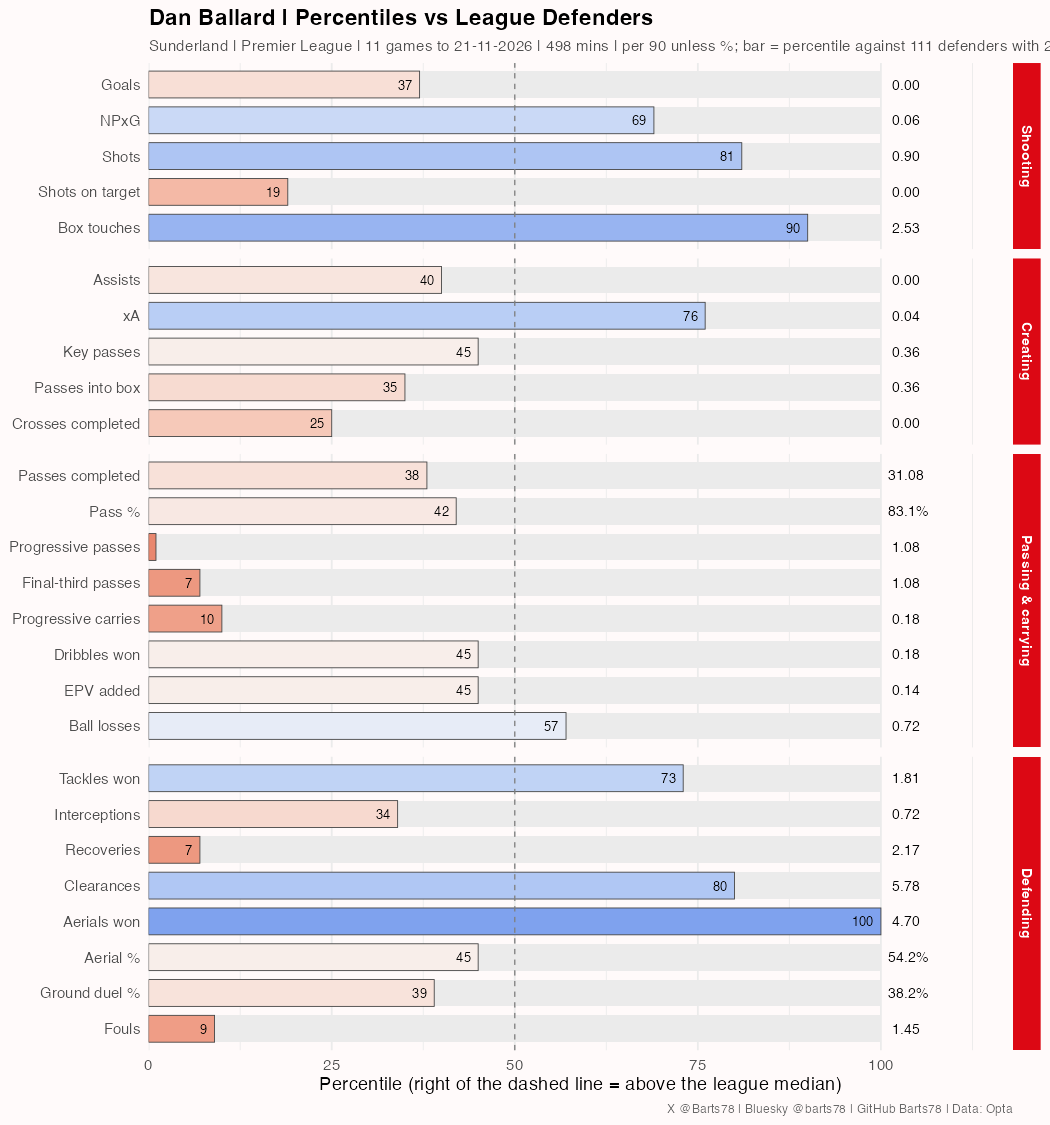 Dan Ballard | Percentiles vs League Defenders
Sunderland | Premier League | 11 games to 21-11-2026 | 498 mins | per 90 unless %; bar = percentile against 111 defenders with 2
Goals 37 0.00
NPxG 69 0.06
Shots 81 0.90
Shots on target 19 0.00
Box touches 90 2.53
Shooting
Assists 40 0.00
xA 76 0.04
Key passes 45 0.36
Passes into box 35 0.36
Crosses completed 25 0.00
Creating
Passes completed 38 31.08
Pass % 42 83.1%
Progressive passes 1.08
Final-third passes 7 1.08
Progressive carries 10 0.18
Dribbles won 45 0.18
EPV added 45 0.14
Ball losses 57 0.72
Passing & carrying
Tackles won 73 1.81
Interceptions 34 0.72
Recoveries 7 2.17
Clearances 80 5.78
Aerials won 100 4.70
Aerial % 45 54.2%
Ground duel % 39 38.2%
Fouls 9 1.45
Defending
0 25 50 75 100
Percentile (right of the dashed line = above the league median)
X @Barts78 | Bluesky @barts78 | GitHub Barts78 | Data: Opta